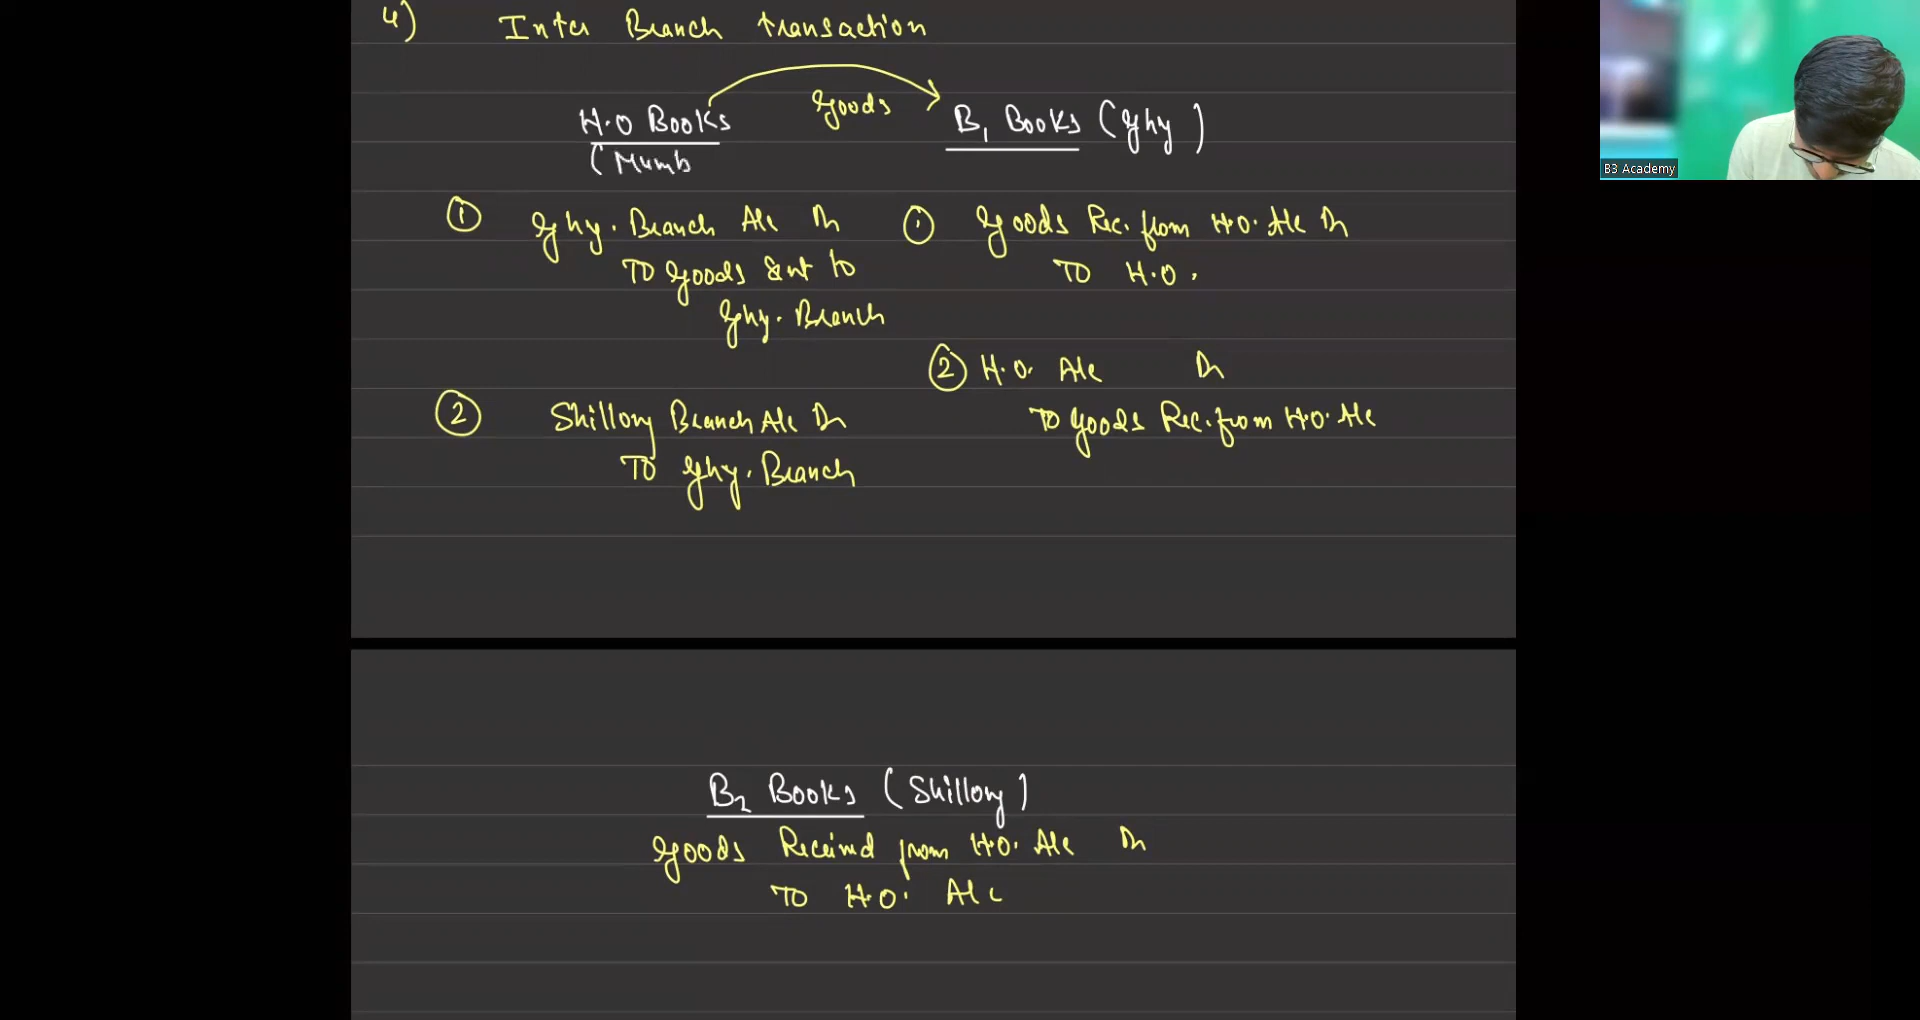 4) Inter Branch transaction
Goods
H.O Books
(Mumb
B1 Books (Ghy)
① Ghy. Branch A/c Dr
To Goods Sent to
Ghy. Branch
① Goods Rec. from H.O. A/c Dr
To H.O.
② H.O. A/c Dr
To Goods Rec. from H.O. A/c
② Shillong Branch A/c Dr
To Ghy. Branch
B2 Books (Shillong)
Goods Received from H.O. A/c Dr
To H.O. A/c
B3 Academy